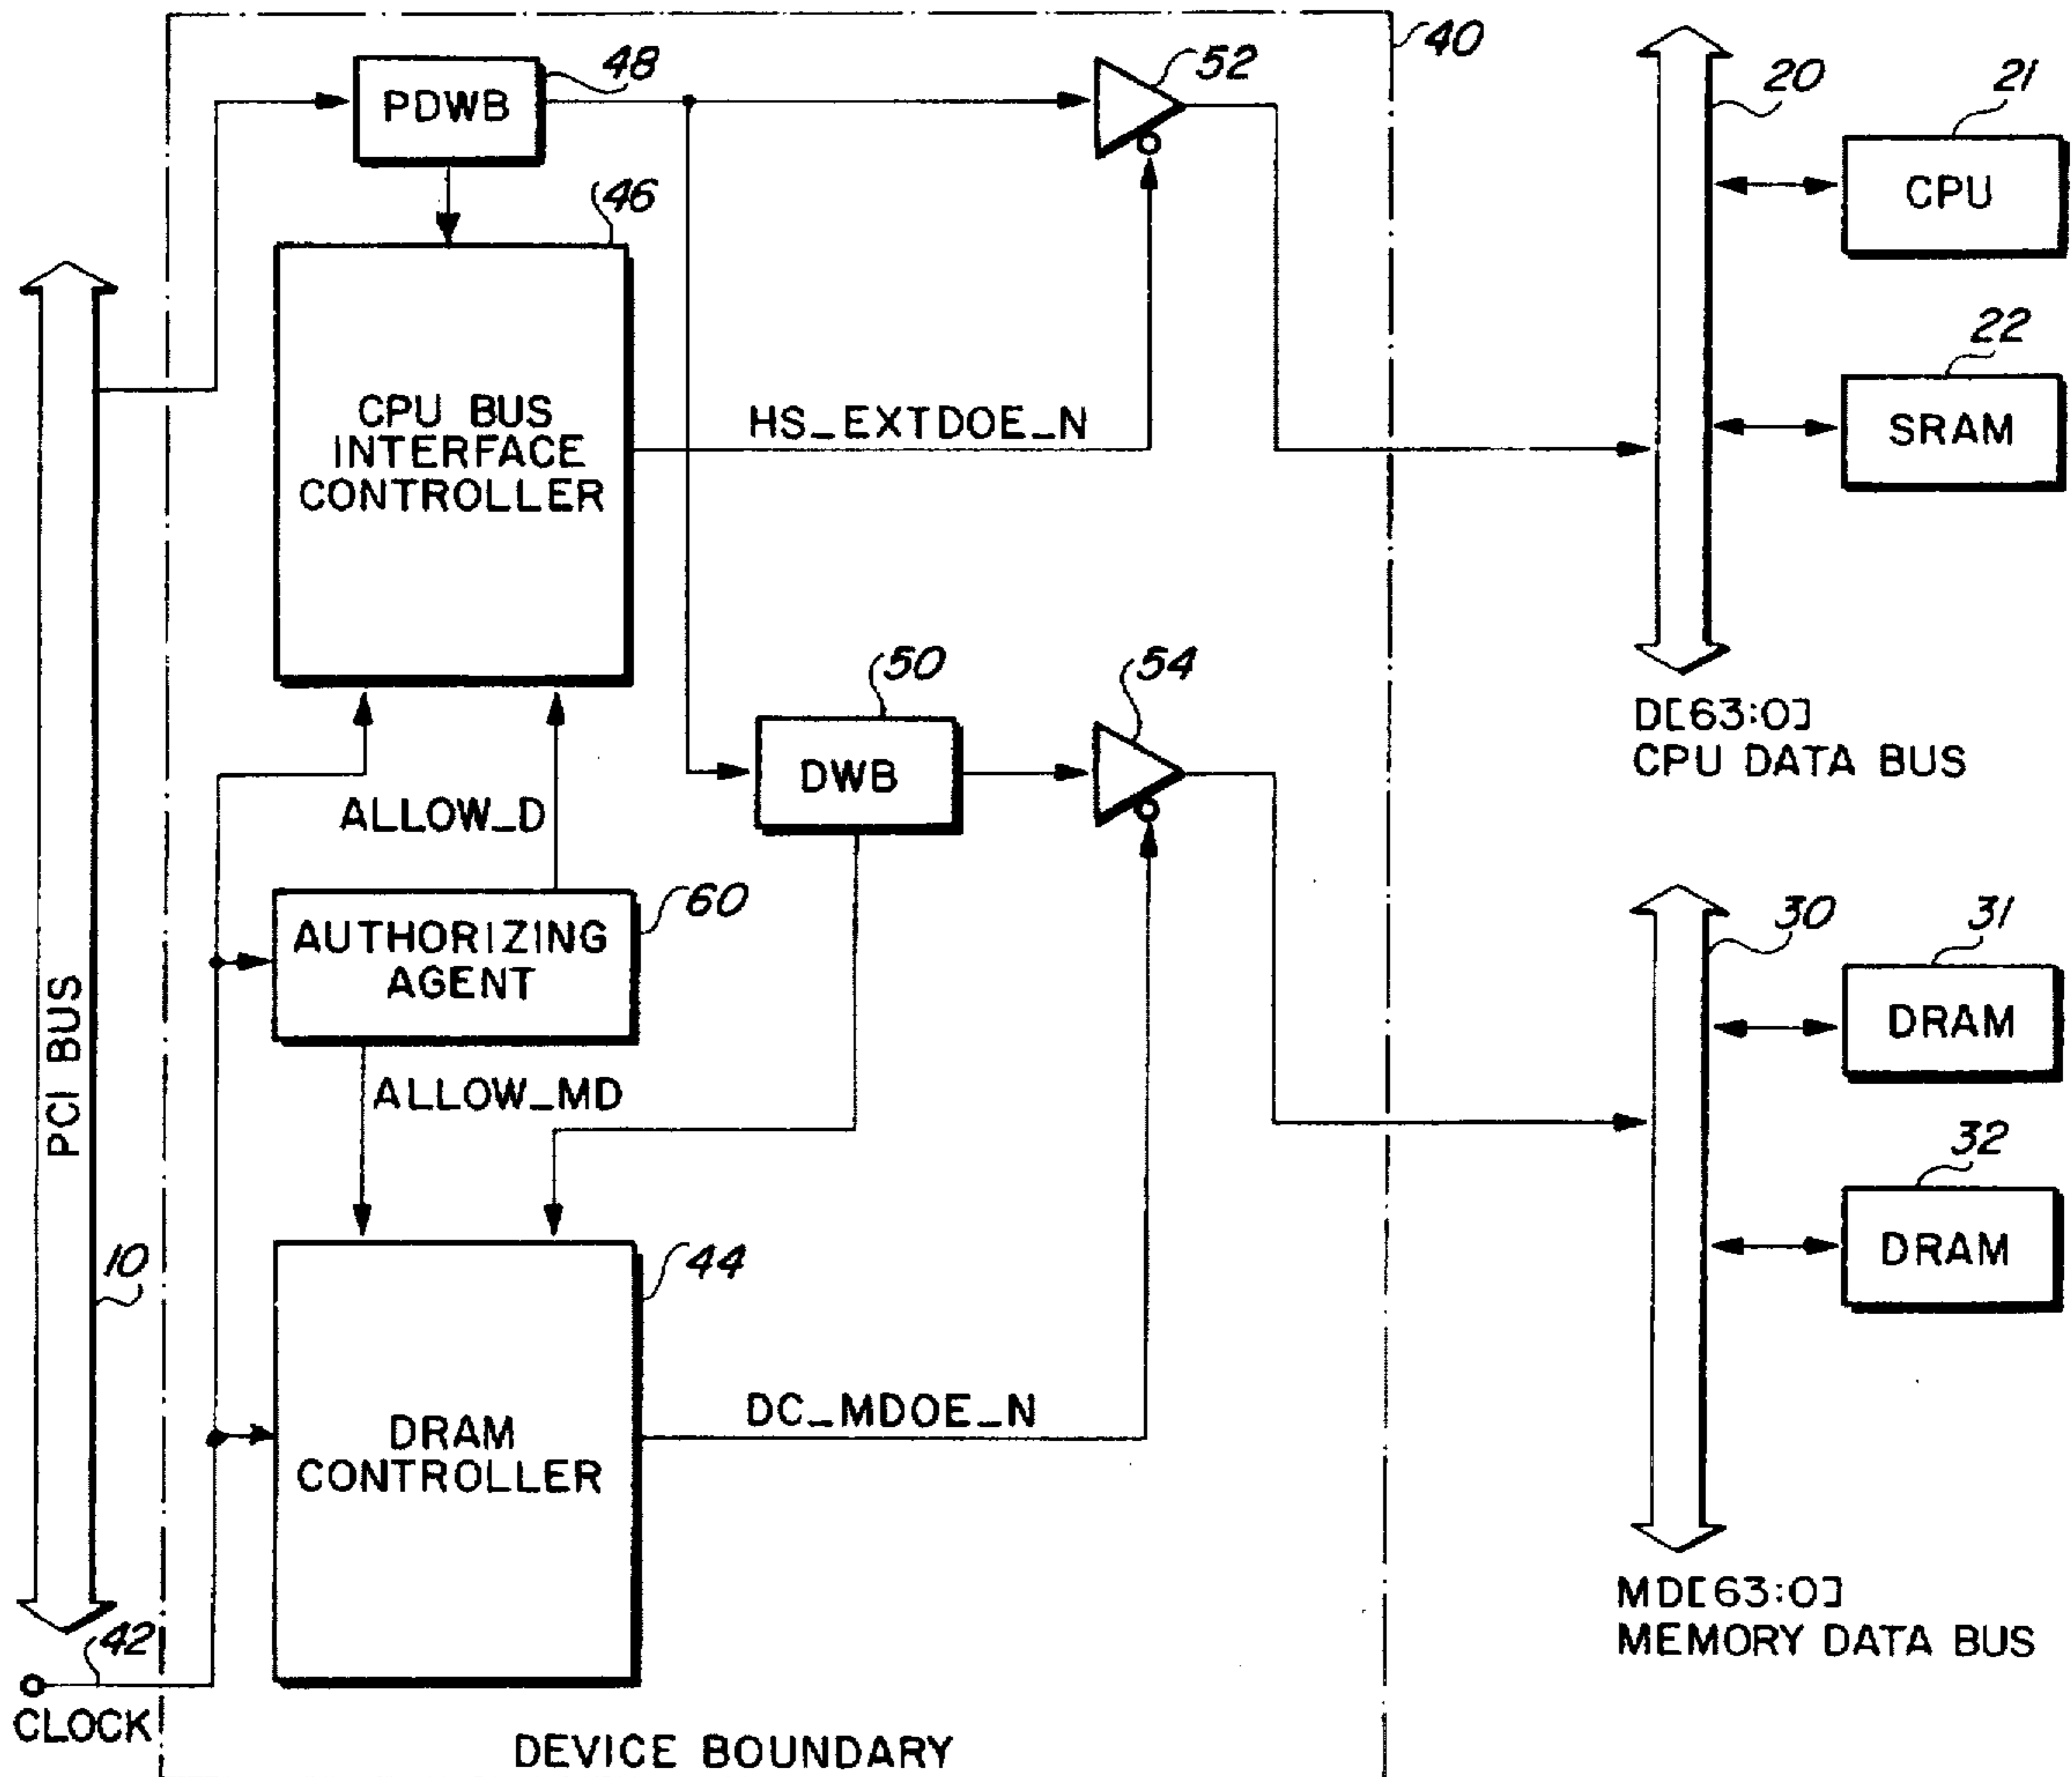 48
PDWB
52
40
20
21
CPU
46
22
SRAM
CPU BUS
INTERFACE
CONTROLLER
HS_EXTDOE_N
50
DWB
54
D[63:0]
CPU DATA BUS
ALLOW_D
60
AUTHORIZING
AGENT
30
31
DRAM
PCI BUS
ALLOW_MD
32
DRAM
10
44
DRAM
CONTROLLER
DC_MDOE_N
MD[63:0]
MEMORY DATA BUS
42
CLOCK
DEVICE BOUNDARY